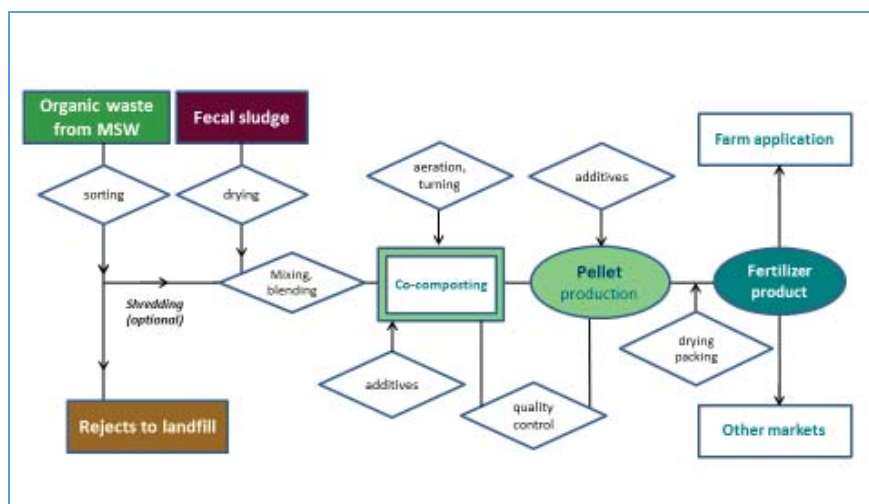 Organic waste
from MSW
Fecal sludge
sorting
drying
Shredding
(optional)
Rejects to landfill
Mixing,
blending
aeration,
turning
Co-composting
additives
additives
Pellet
production
quality
control
drying
packing
Fertilizer
product
Farm application
Other markets